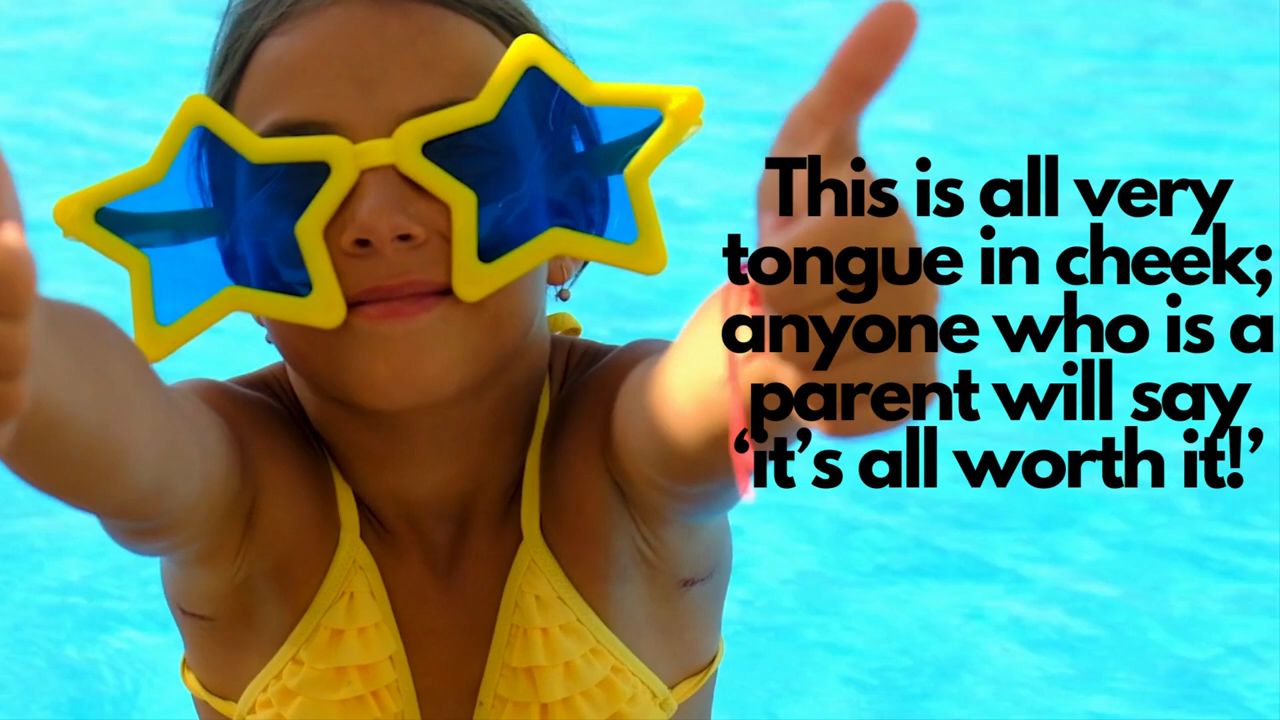 This is all very
tongue in cheek;
anyone who is a
parent will say
‘it’s all worth it!’